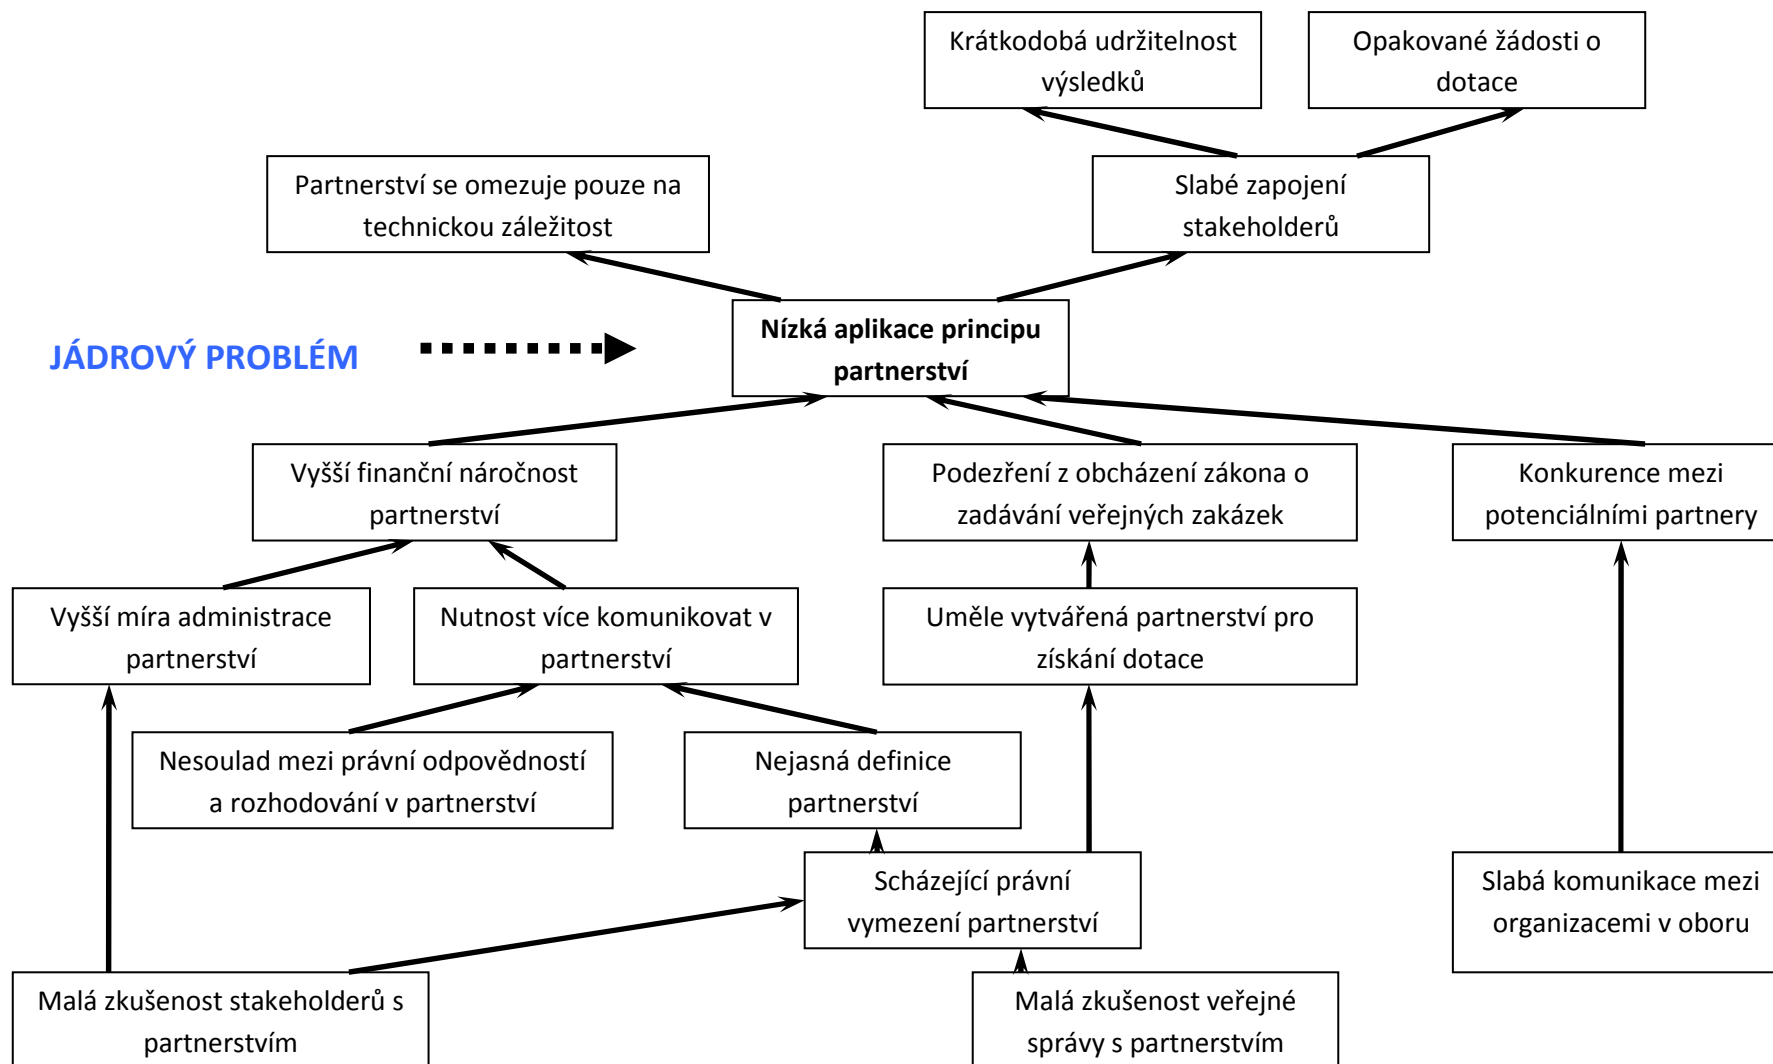 Krátkodobá udržitelnost
výsledků
Opakované žádosti o
dotace
Partnerství se omezuje pouze na
technickou záležitost
Slabé zapojení
stakeholderů
Nízká aplikace principu
partnerství
JÁDROVÝ PROBLÉM
Vyšší finanční náročnost
partnerství
Podezření z obcházení zákona o
zadávání veřejných zakázek
Konkurence mezi
potenciálními partnery
Vyšší míra administrace
partnerství
Nutnost více komunikovat v
partnerství
Uměle vytvářená partnerství pro
získání dotace
Nesoulad mezi právní odpovědností
a rozhodování v partnerství
Nejasná definice
partnerství
Scházející právní
vymezení partnerství
Slabá komunikace mezi
organizacemi v oboru
Malá zkušenost stakeholderů s
partnerstvím
Malá zkušenost veřejné
správy s partnerstvím